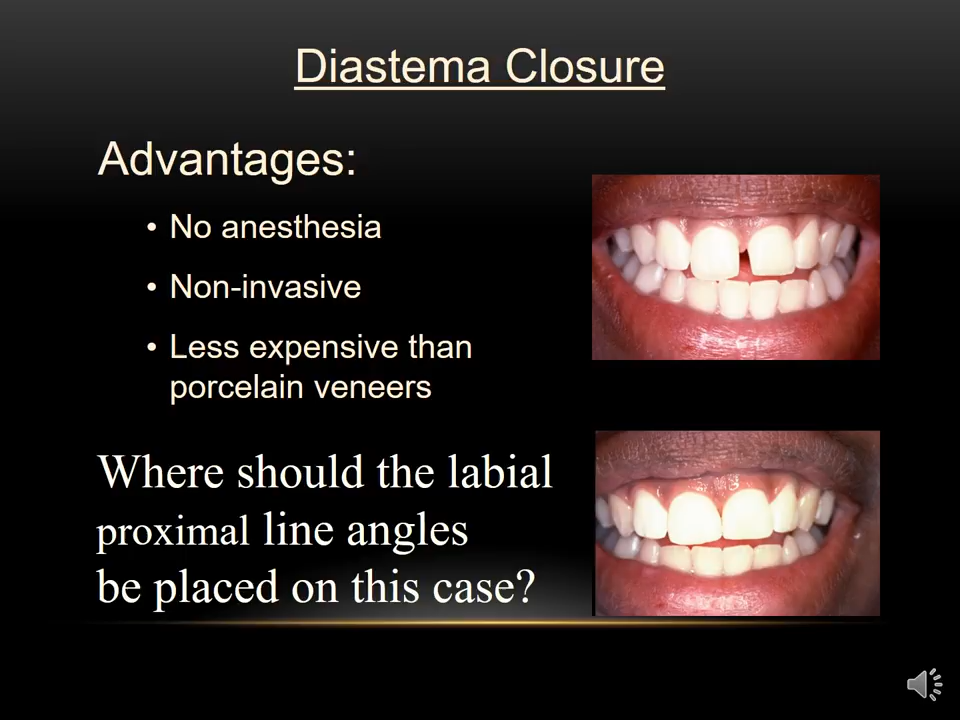 Diastema Closure
Advantages:
• No anesthesia
• Non-invasive
• Less expensive than
porcelain veneers
Where should the labial
proximal line angles
be placed on this case?